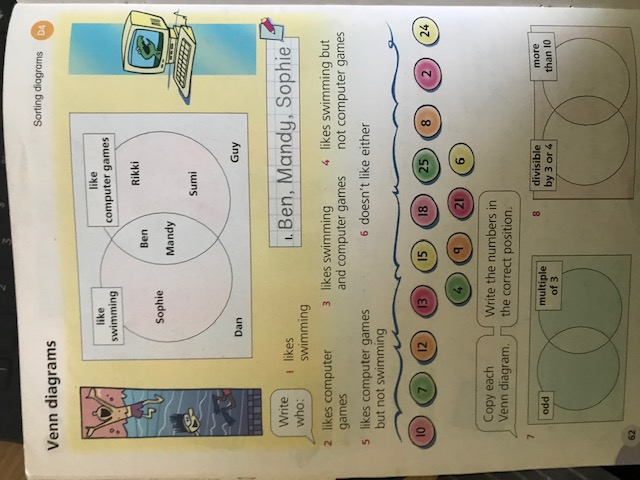 Sorting diagrams
D4
Venn diagrams
like
swimming
like
computer games
Sophie
Ben
Mandy
Rikki
Sumi
Dan
Guy
Write
who:
1 likes
swimming
1. Ben, Mandy, Sophie
2 likes computer
games
3 likes swimming
and computer games
4 likes swimming but
not computer games
5 likes computer games
but not swimming
6 doesn't like either
10 7 12 13 15 18 25 8 2 24
4 9 21 6
Copy each
Venn diagram.
Write the numbers in
the correct position.
7
odd
multiple
of 3
8
divisible
by 3 or 4
more
than 10
62